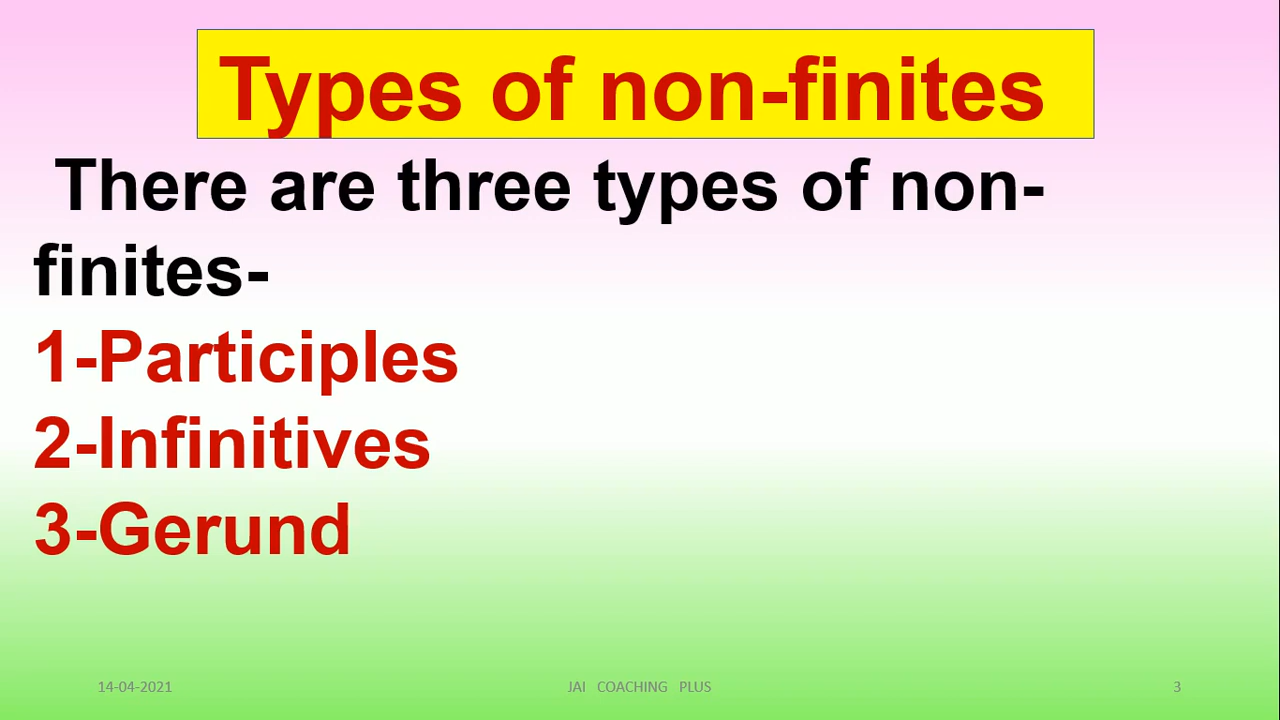 Types of non-finites
There are three types of non-
finites-
1-Participles
2-Infinitives
3-Gerund
14-04-2021 JAI COACHING PLUS 3